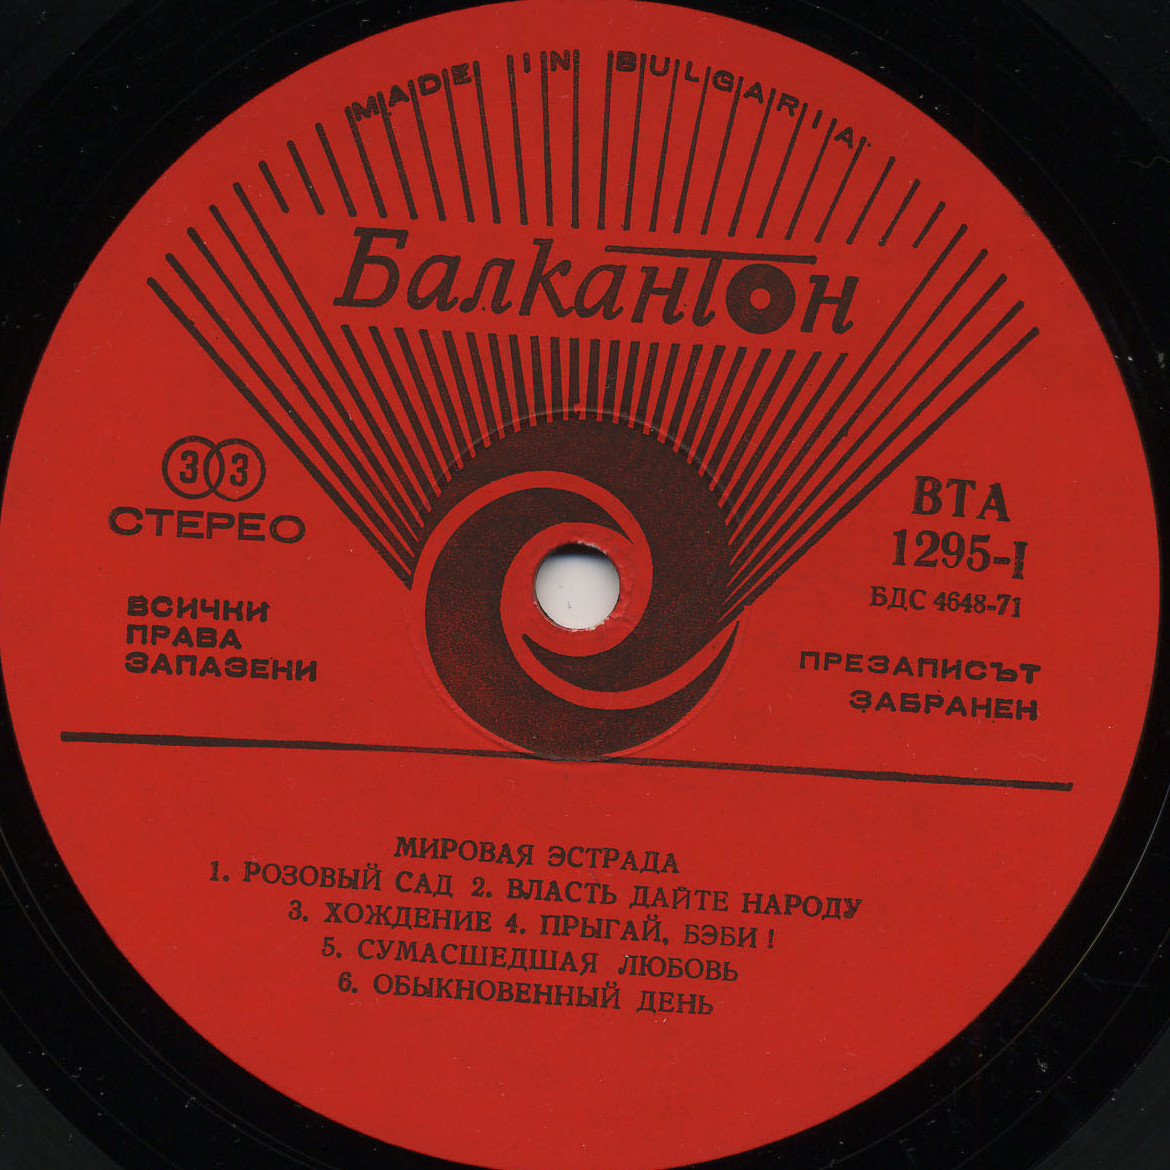 MADE IN BULGARIA
Балкантон
33
СТЕРЕО
ВСИЧКИ
ПРАВА
ЗАПАЗЕНИ
ВТА
1295-I
БДС 4648-71
ПРЕЗАПИСЪТ
ЗАБРАНЕН
МИРОВАЯ ЭСТРАДА
1. РОЗОВЫЙ САД 2. ВЛАСТЬ ДАЙТЕ НАРОДУ
3. ХОЖДЕНИЕ 4. ПРЫГАЙ, БЭБИ !
5. СУМАСШЕДШАЯ ЛЮБОВЬ
6. ОБЫКНОВЕННЫЙ ДЕНЬ